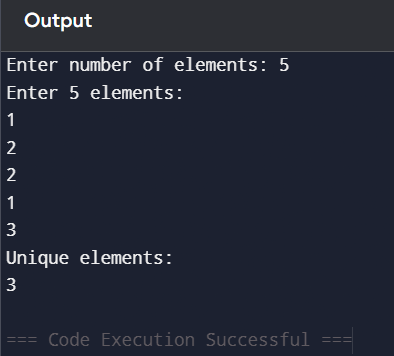 Output
Enter number of elements: 5
Enter 5 elements:
1
2
2
1
3
Unique elements:
3
=== Code Execution Successful ===